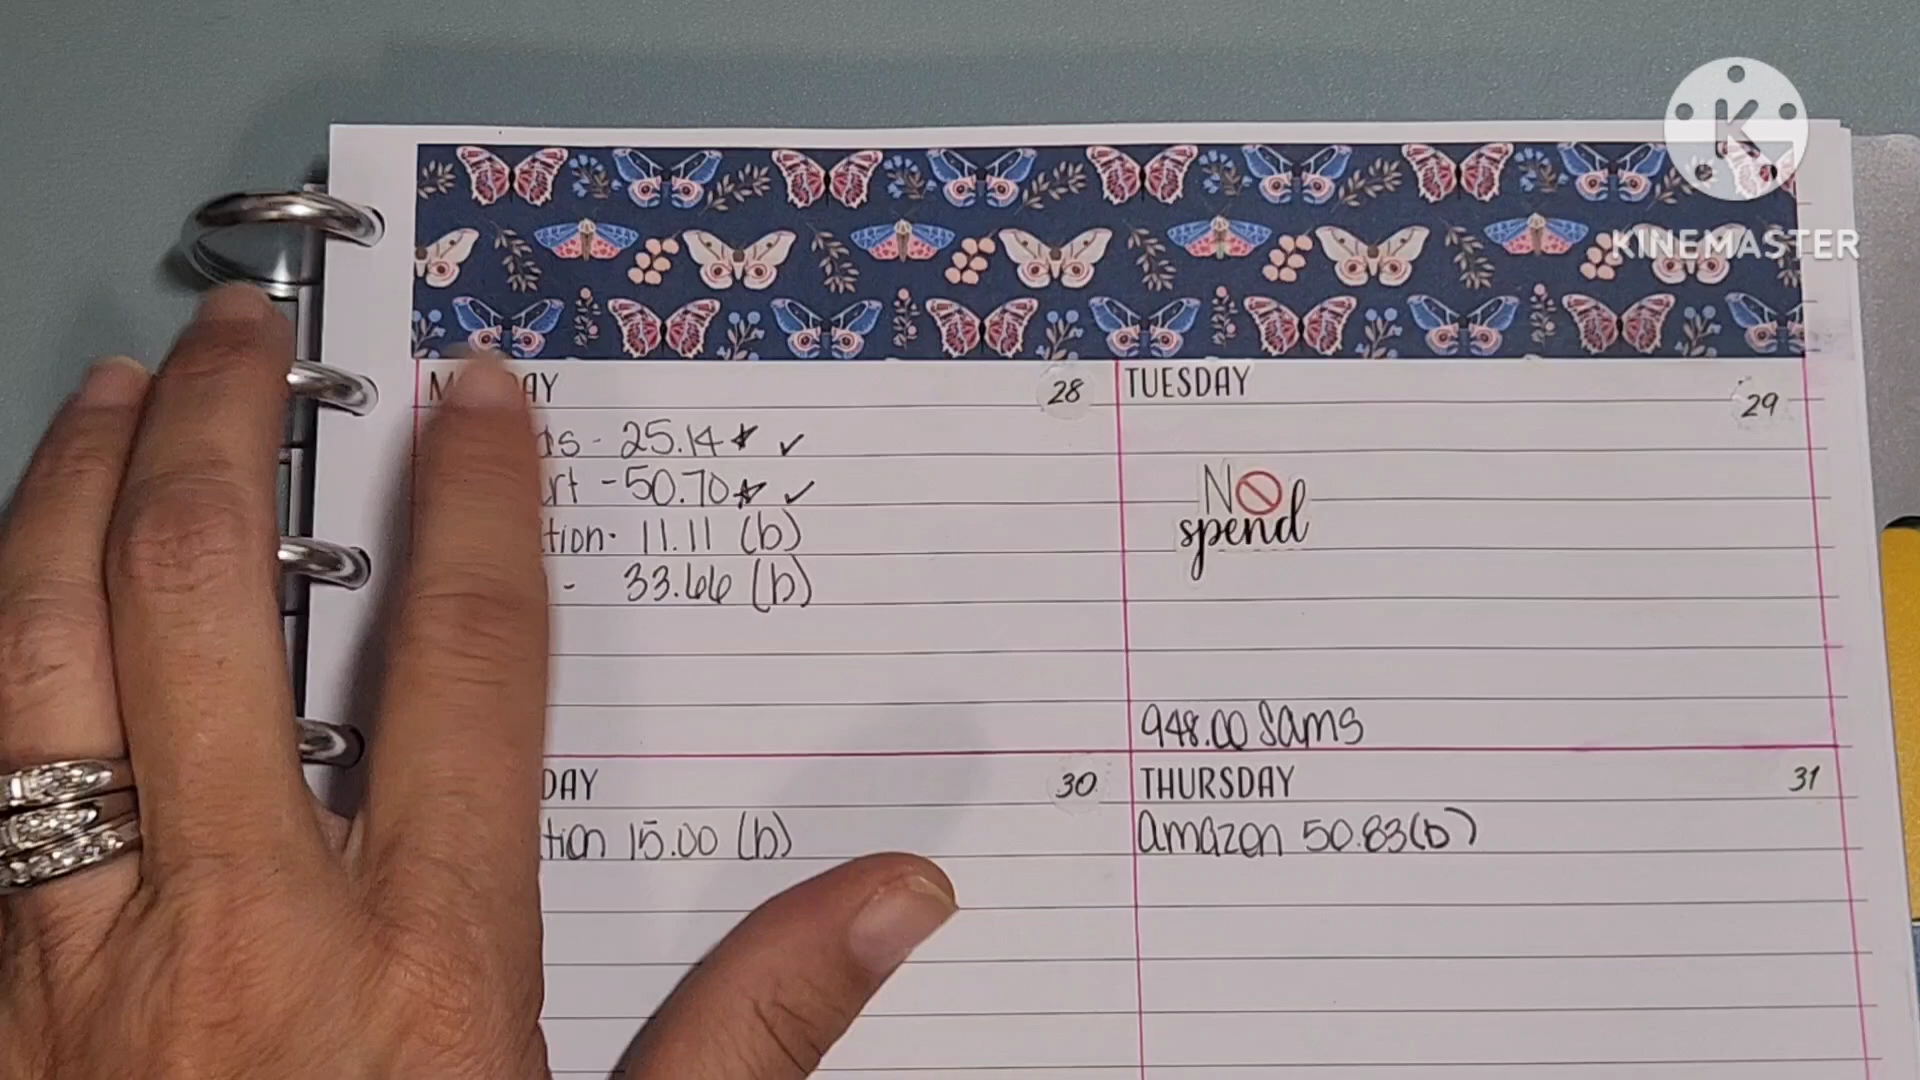 K
KINEMASTER
28
TUESDAY
29
25.14 ✓
- 50.70 ✓
11.11 (b)
- 33.66 (b)
NO
spend
948.00 Sams
30
THURSDAY
31
15.00 (b)
amazon 50.83 (b)